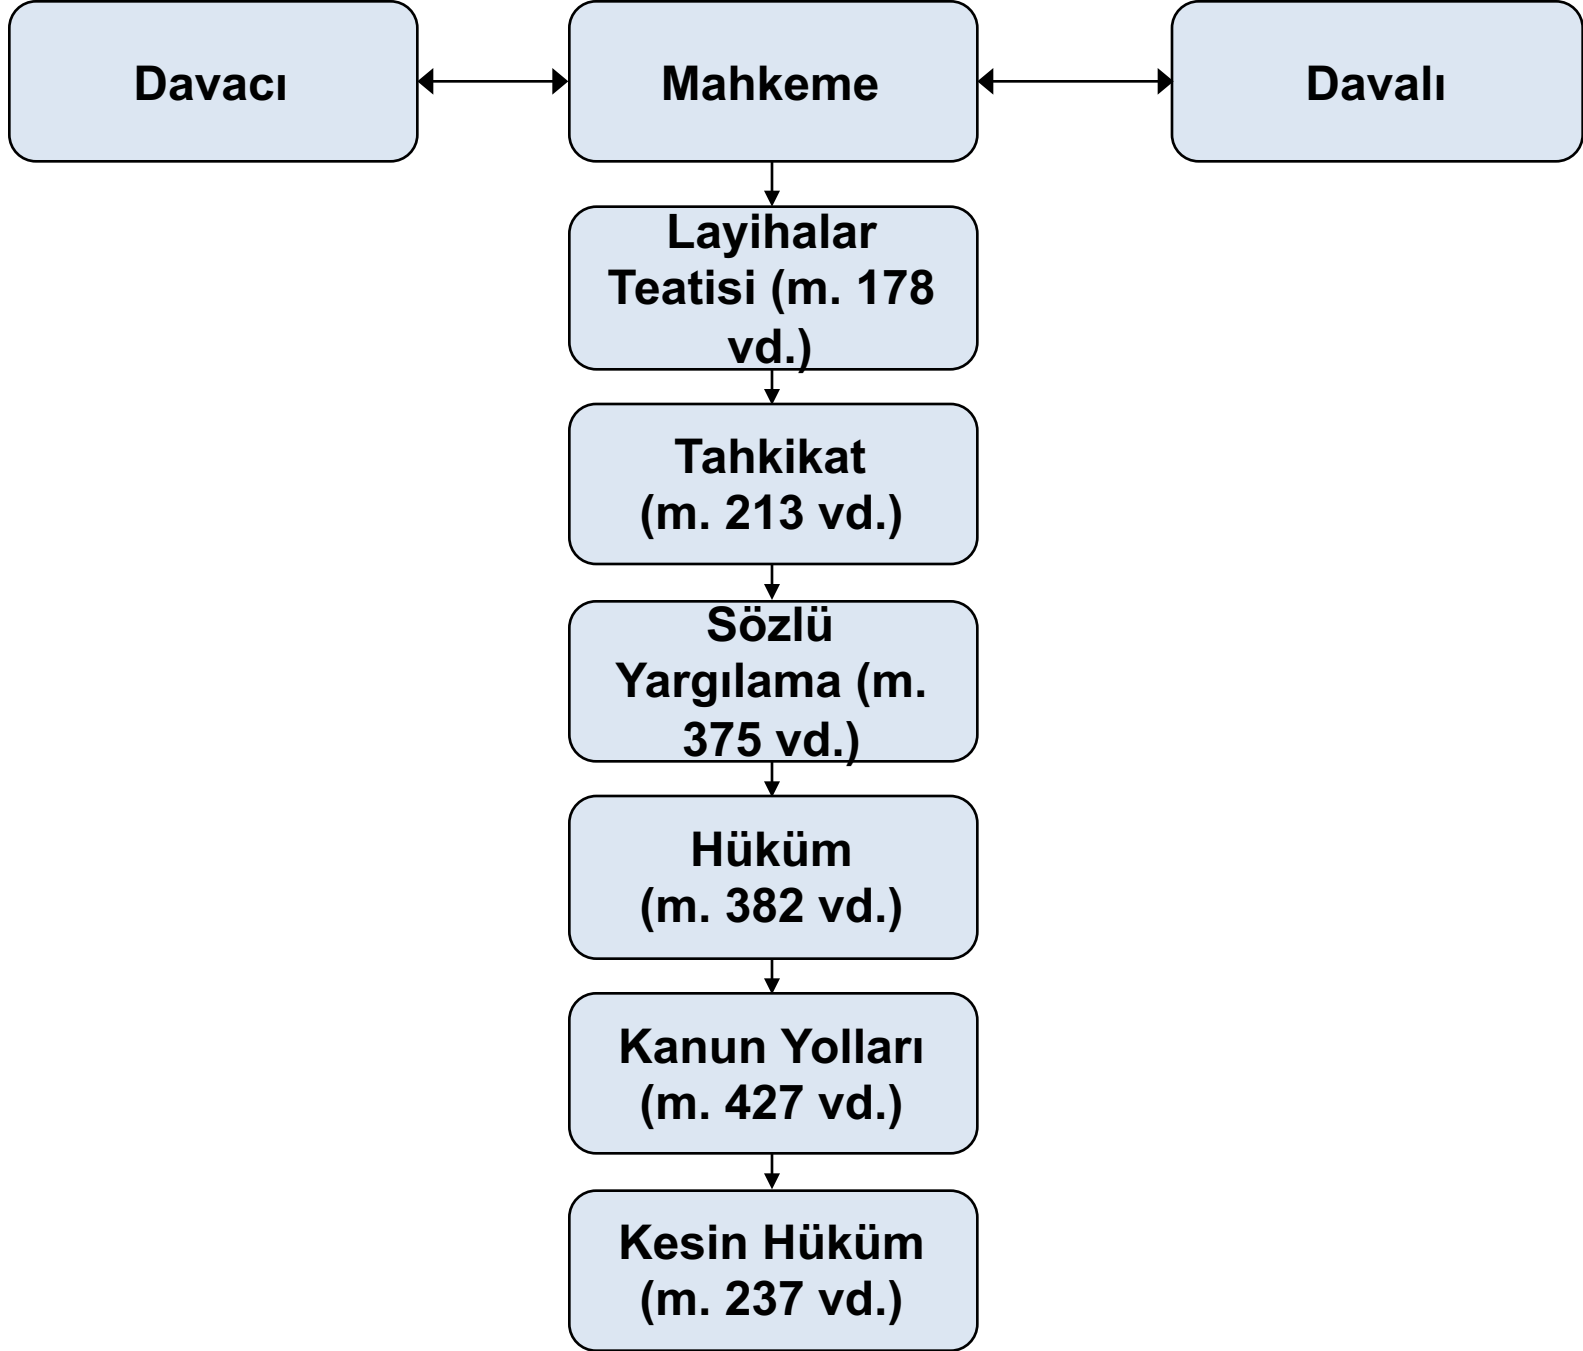 Davacı
Mahkeme
Davalı
Layihalar
Teatisi (m. 178
vd.)
Tahkikat
(m. 213 vd.)
Sözlü
Yargılama (m.
375 vd.)
Hüküm
(m. 382 vd.)
Kanun Yolları
(m. 427 vd.)
Kesin Hüküm
(m. 237 vd.)